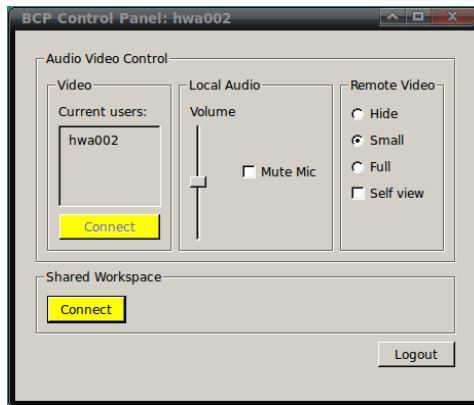 BCP Control Panel: hwa002
Audio Video Control
Video
Current users:
hwa002
Connect
Local Audio
Volume
Mute Mic
Remote Video
Hide
Small
Full
Self view
Shared Workspace
Connect
Logout